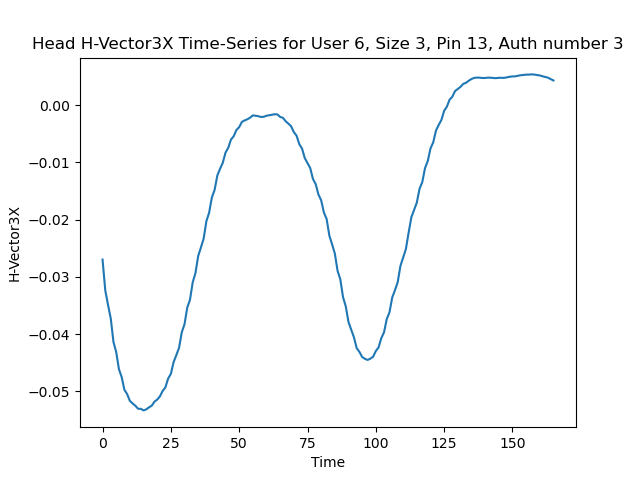 Head H-Vector3X Time-Series for User 6, Size 3, Pin 13, Auth number 3
H-Vector3X
0.00
−0.01
−0.02
−0.03
−0.04
−0.05
0 25 50 75 100 125 150
Time